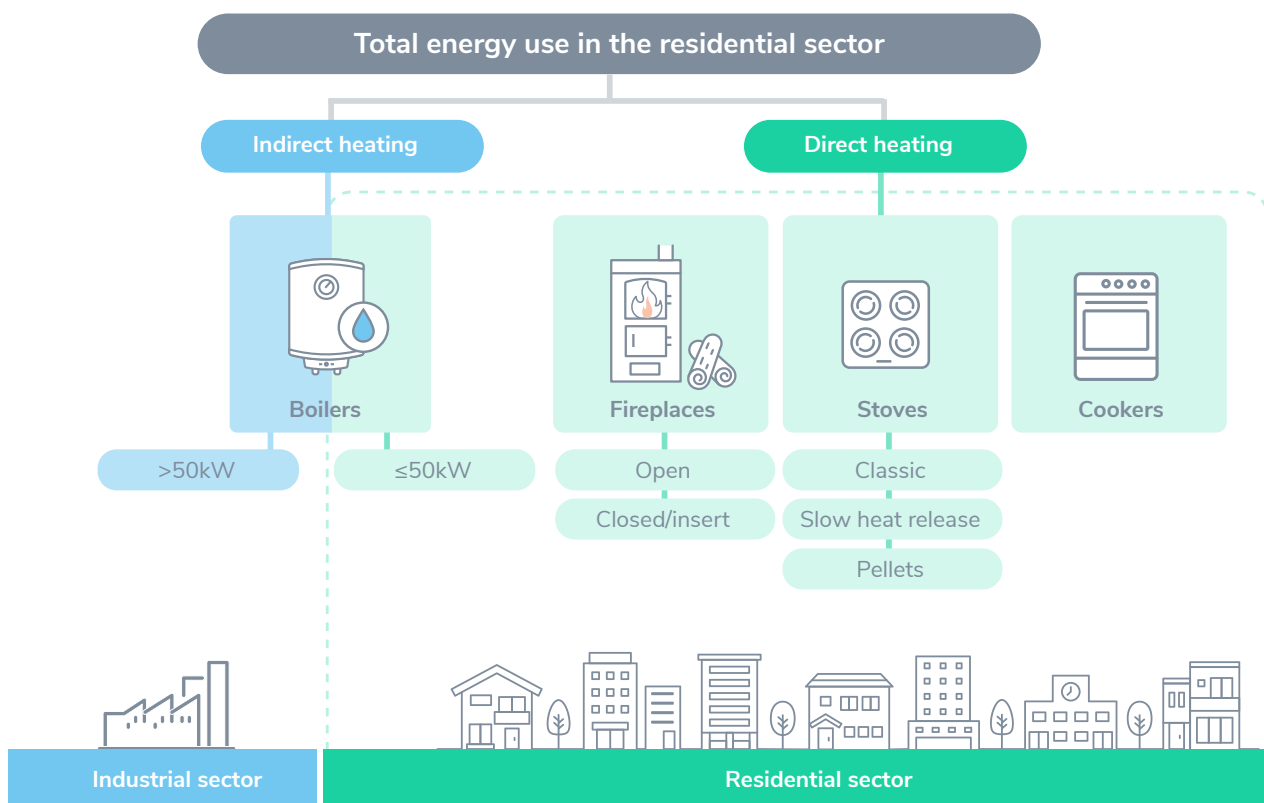 Total energy use in the residential sector
Indirect heating
Direct heating
Boilers
Fireplaces
Stoves
Cookers
>50kW
≤50kW
Open
Classic
Closed/insert
Slow heat release
Pellets
Industrial sector
Residential sector